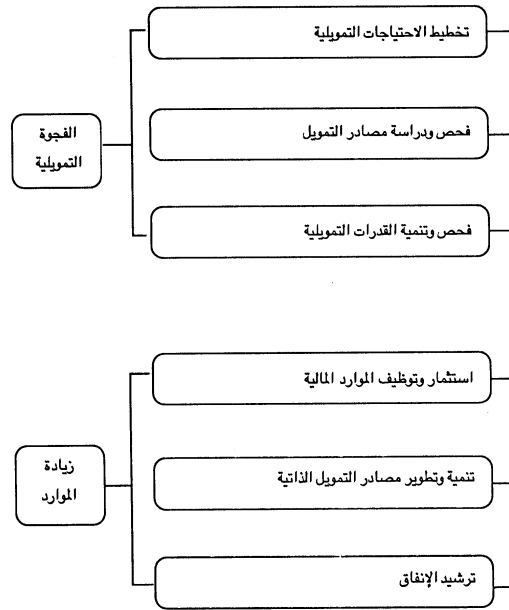 تخطيط الاحتياجات التمويلية
فحص ودراسة مصادر التمويل
الفجوة
التمويلية
فحص وتنمية القدرات التمويلية
استثمار وتوظيف الموارد المالية
تنمية وتطوير مصادر التمويل الذاتية
زيادة
الموارد
ترشيد الإنفاق